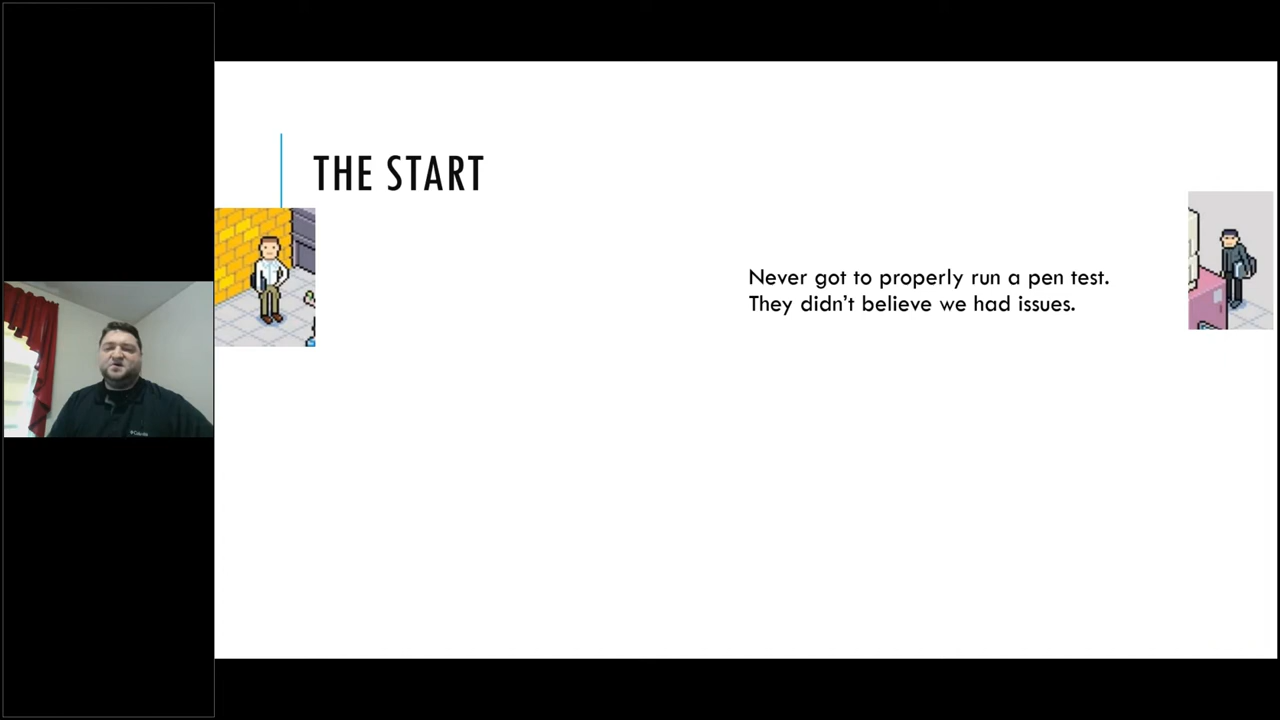 THE START
Never got to properly run a pen test.
They didn't believe we had issues.